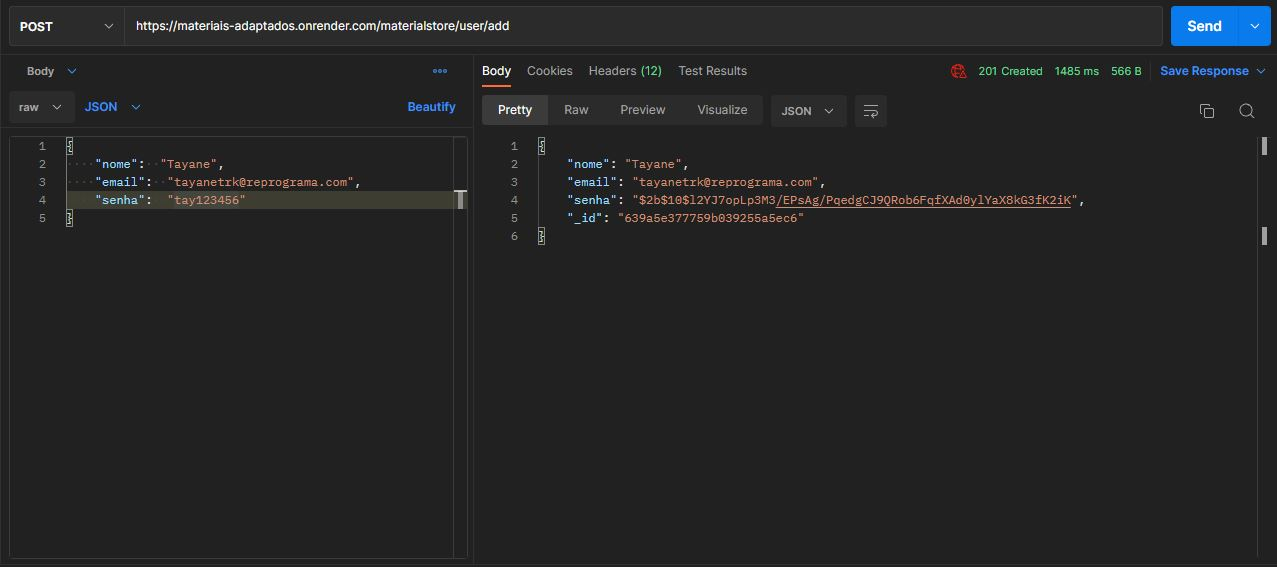 POST https://materiais-adaptados.onrender.com/materialstore/user/add Send
Body
raw JSON Beautify
1 {
2 "nome": "Tayane",
3 "email": "tayanetrk@reprograma.com",
4 "senha": "tay123456"
5 }
Body Cookies Headers (12) Test Results 201 Created 1485 ms 566 B Save Response
Pretty Raw Preview Visualize JSON
1 {
2 "nome": "Tayane",
3 "email": "tayanetrk@reprograma.com",
4 "senha": "$2b$10$l2YJ7opLp3M3/EPsAg/PqedgCJ9QRob6FqfXAd0ylYaX8kG3fK2iK",
5 "_id": "639a5e377759b039255a5ec6"
6 }